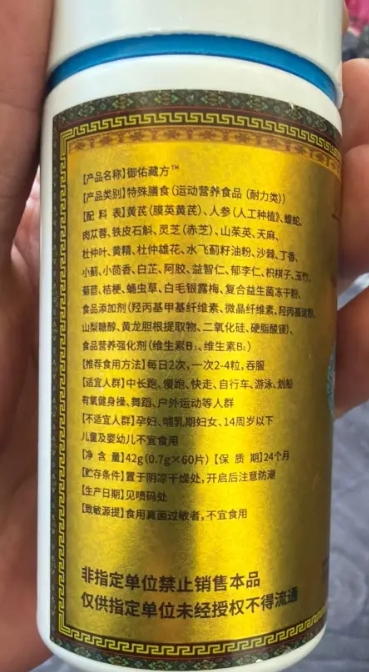 【产品名称】御佑藏方™
【产品类别】特殊膳食(运动营养食品(耐力类))
【配 料 表】黄芪(膜荚黄芪)、人参(人工种植)、蝮蛇、
肉苁蓉、铁皮石斛、灵芝(赤芝)、山茱萸、天麻、
杜仲叶、黄精、杜仲雄花、水飞蓟籽油粉、沙棘、丁香、
小蓟、小茴香、白芷、阿胶、益智仁、郁李仁、枳椇子、玉竹、
菊苣、桔梗、蛹虫草、白毛银露梅、复合益生菌冻干粉、
食品添加剂(羟丙基甲基纤维素、微晶纤维素、羟丙基淀粉、
山梨糖醇、黄龙胆根提取物、二氧化硅、硬脂酸镁)、
食品营养强化剂(维生素B₁、维生素B₂)
【推荐食用方法】每日2次、一次2-4粒,吞服
【适宜人群】中长跑、慢跑、快走、自行车、游泳、划船
有氧健身操、舞蹈、户外运动等人群
【不适宜人群】孕妇、哺乳期妇女、14周岁以下
儿童及婴幼儿不宜食用
【净 含 量】42g(0.7g×60片)【保 质 期】24个月
【贮存条件】置于阴凉干燥处,开启后注意防潮
【生产日期】见喷码处
【致敏源提】食用真菌过敏者,不宜食用
非指定单位禁止销售本品
仅供指定单位未经授权不得流通